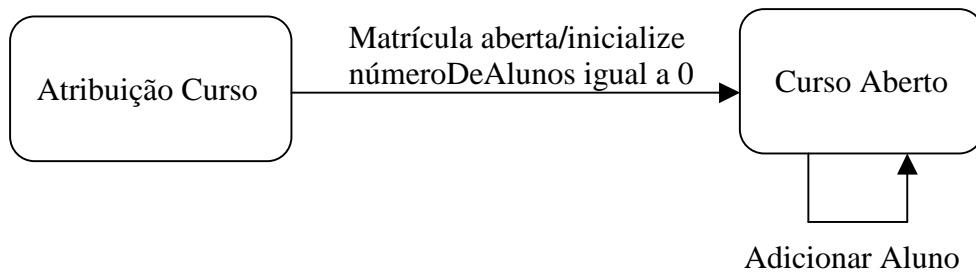 Matrícula aberta/inicialize
númeroDeAlunos igual a 0
Atribuição Curso
Curso Aberto
Adicionar Aluno